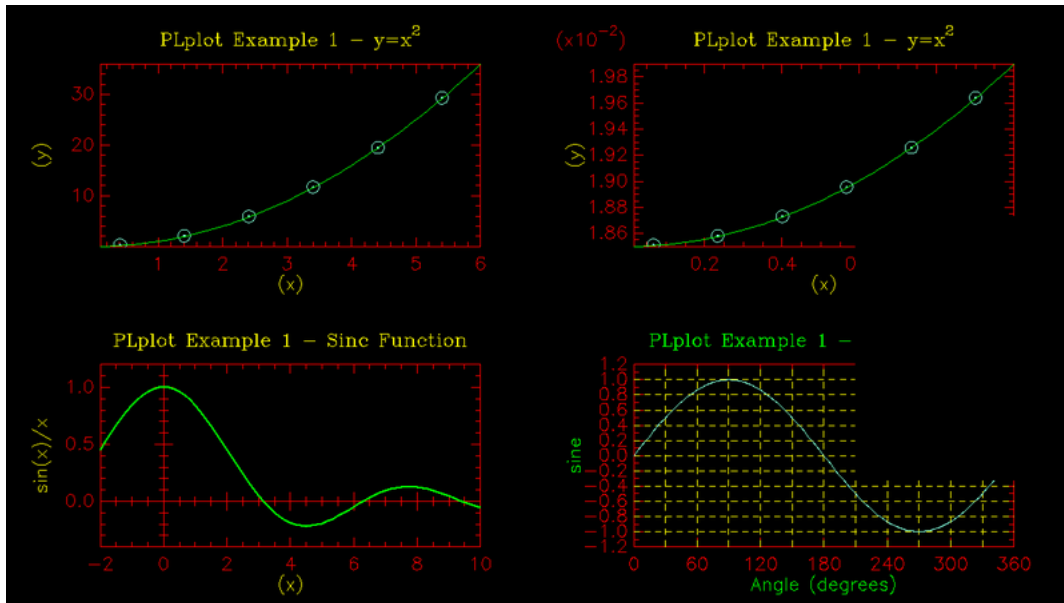 PLplot Example 1 − y=x²
30
20
10
(y)
1 2 3 4 5 6
(x)
(x10⁻²) PLplot Example 1 − y=x²
1.98
1.96
1.94
1.92
1.90
1.88
1.86
(y)
0.2 0.4 0
(x)
PLplot Example 1 − Sinc Function
1.0
0.5
0.0
sin(x)/x
−2 0 2 4 6 8 10
(x)
PLplot Example 1 −
1.2
1.0
0.8
0.6
0.4
0.2
0.0
−0.2
−0.4
−0.6
−0.8
−1.0
−1.2
sine
0 60 120 180 240 300 360
Angle (degrees)